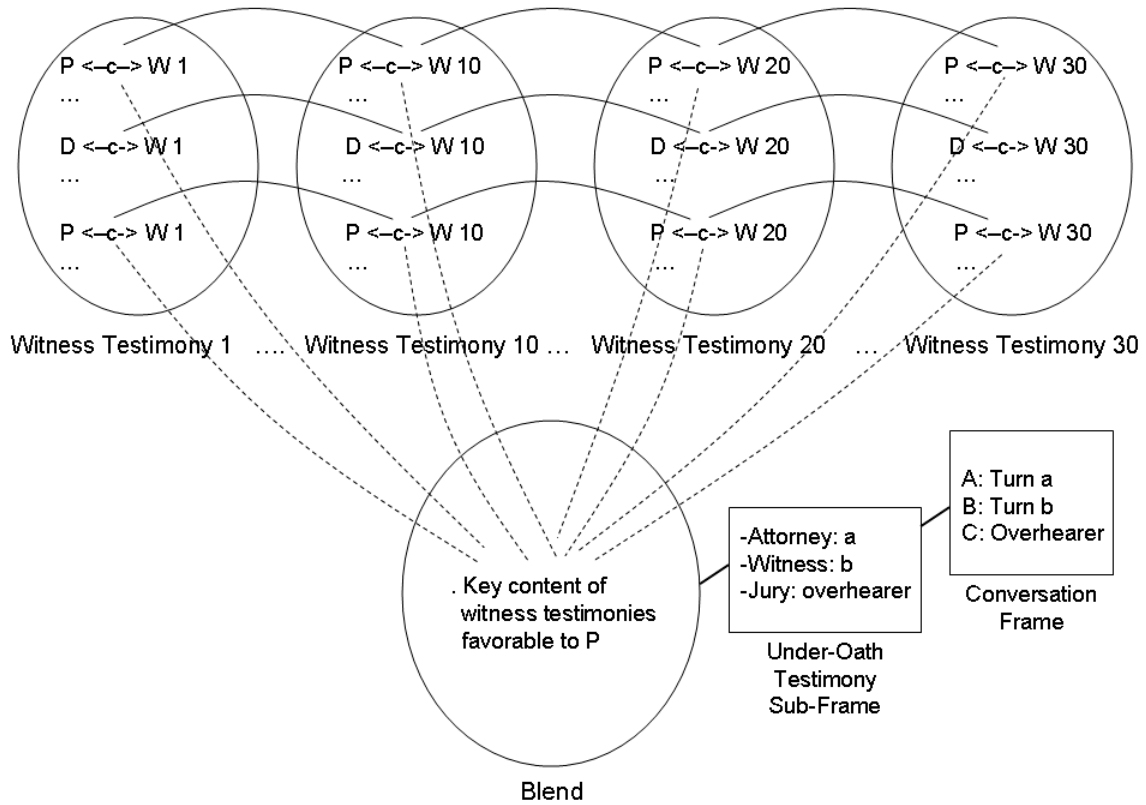 P <–c–> W 1
...
D <–c-> W 1
...
P <–c-> W 1
...
P <–c–> W 10
...
D <–c-> W 10
...
P <–c-> W 10
...
P <–c–> W 20
...
D <–c-> W 20
...
P <–c-> W 20
...
P <–c–> W 30
...
D <–c-> W 30
...
P <–c-> W 30
...
Witness Testimony 1 .... Witness Testimony 10 ... Witness Testimony 20 ... Witness Testimony 30
. Key content of
witness testimonies
favorable to P
Blend
-Attorney: a
-Witness: b
-Jury: overhearer
Under-Oath
Testimony
Sub-Frame
A: Turn a
B: Turn b
C: Overhearer
Conversation
Frame